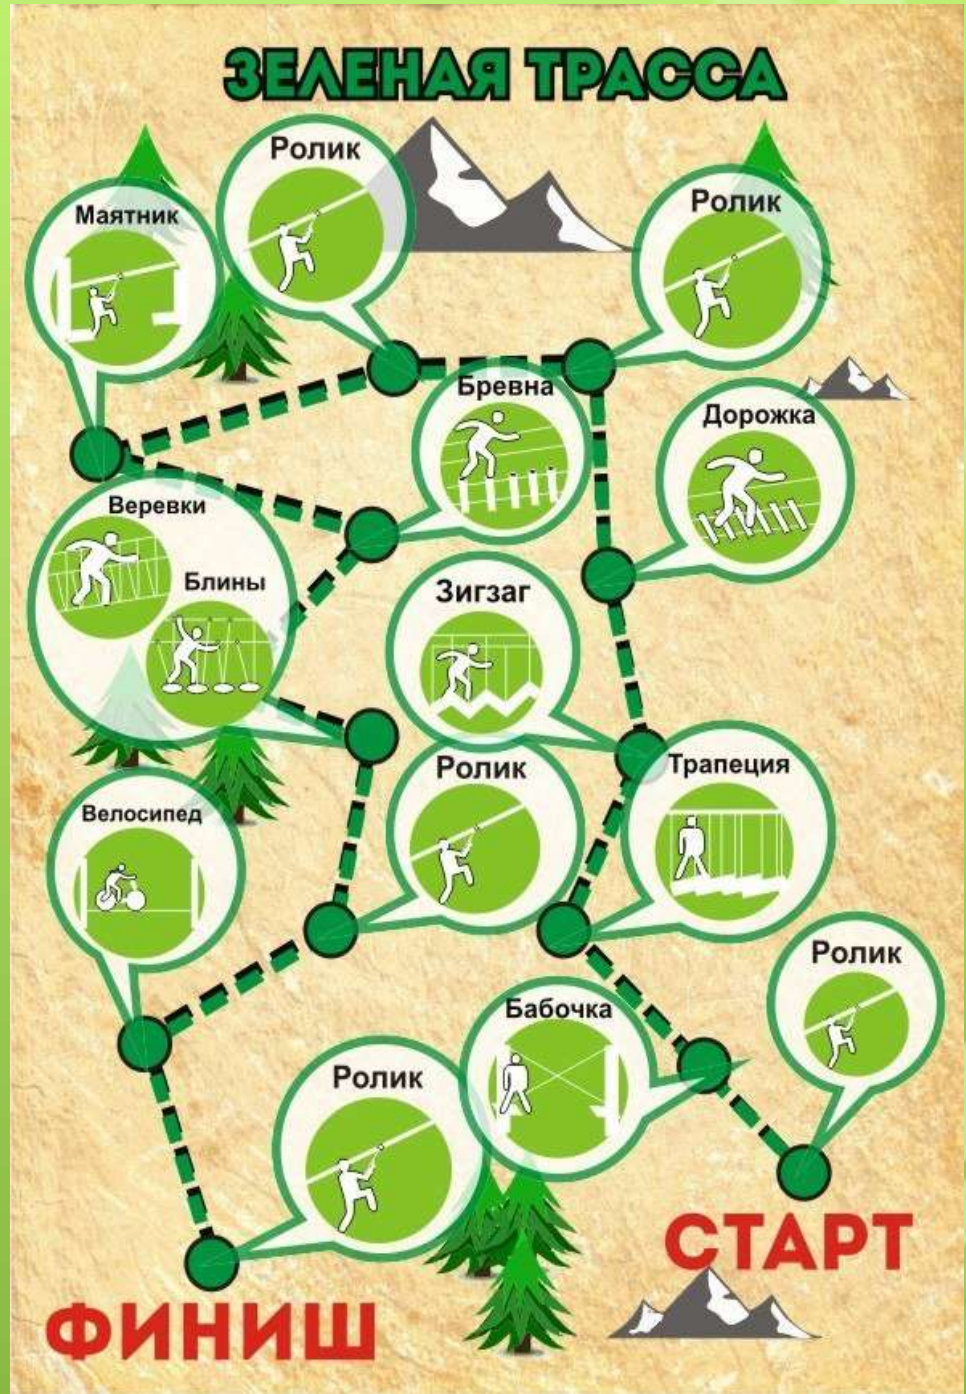 ЗЕЛЕНАЯ ТРАССА
Ролик
Маятник
Ролик
Бревна
Дорожка
Веревки
Блины
Зигзаг
Ролик
Трапеция
Велосипед
Ролик
Бабочка
Ролик
СТАРТ
ФИНИШ